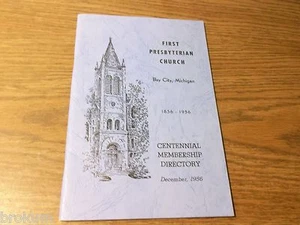 FIRST
PRESBYTERIAN
CHURCH
Bay City, Michigan
1856 - 1956
CENTENNIAL
MEMBERSHIP
DIRECTORY
December, 1956